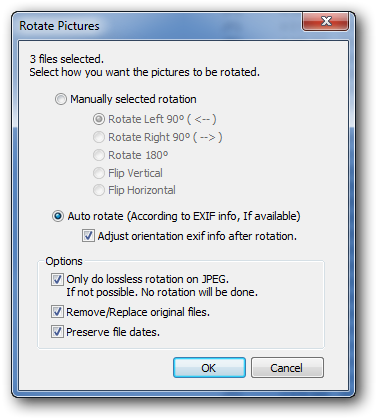 Rotate Pictures
3 files selected.
Select how you want the pictures to be rotated.
Manually selected rotation
Rotate Left 90º ( <-- )
Rotate Right 90º ( --> )
Rotate 180º
Flip Vertical
Flip Horizontal
Auto rotate (According to EXIF info, If available)
Adjust orientation exif info after rotation.
Options
Only do lossless rotation on JPEG.
If not possible. No rotation will be done.
Remove/Replace original files.
Preserve file dates.
OK
Cancel